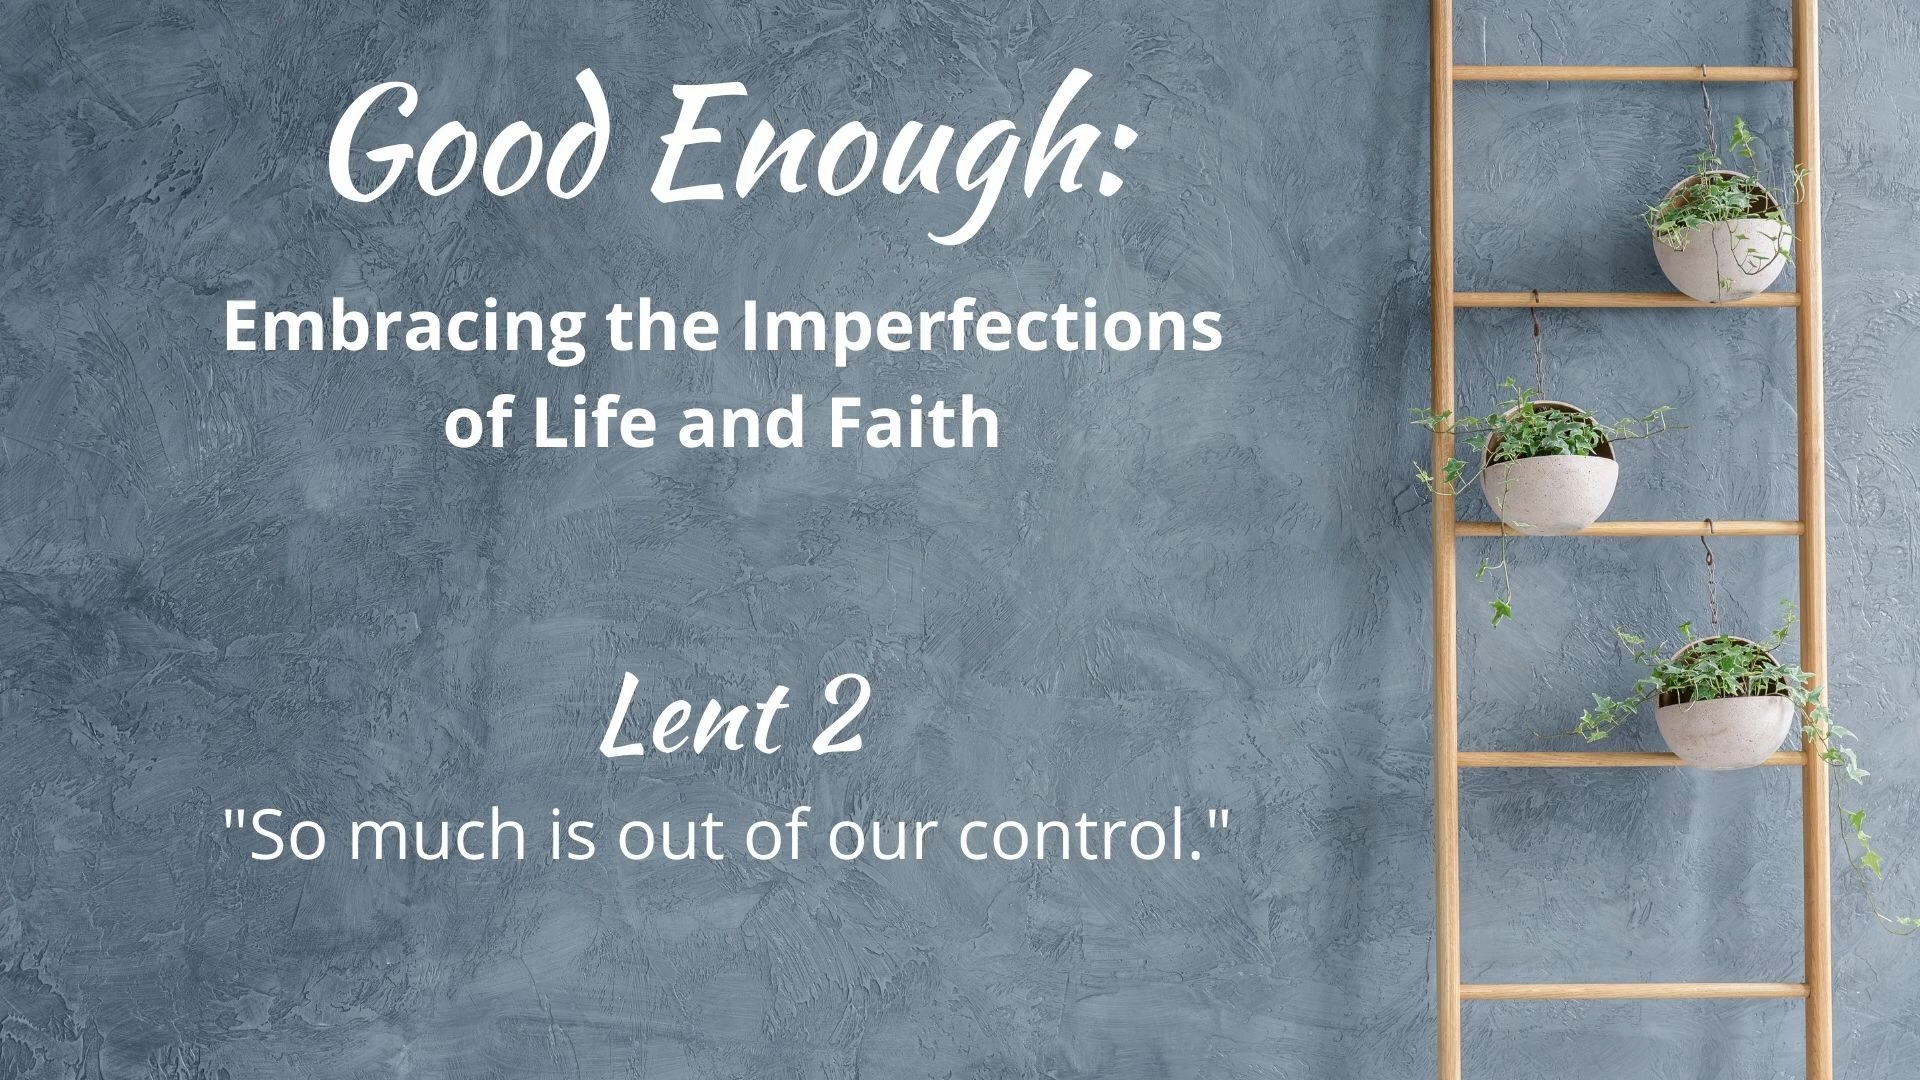 Good Enough:
Embracing the Imperfections
of Life and Faith
Lent 2
"So much is out of our control."